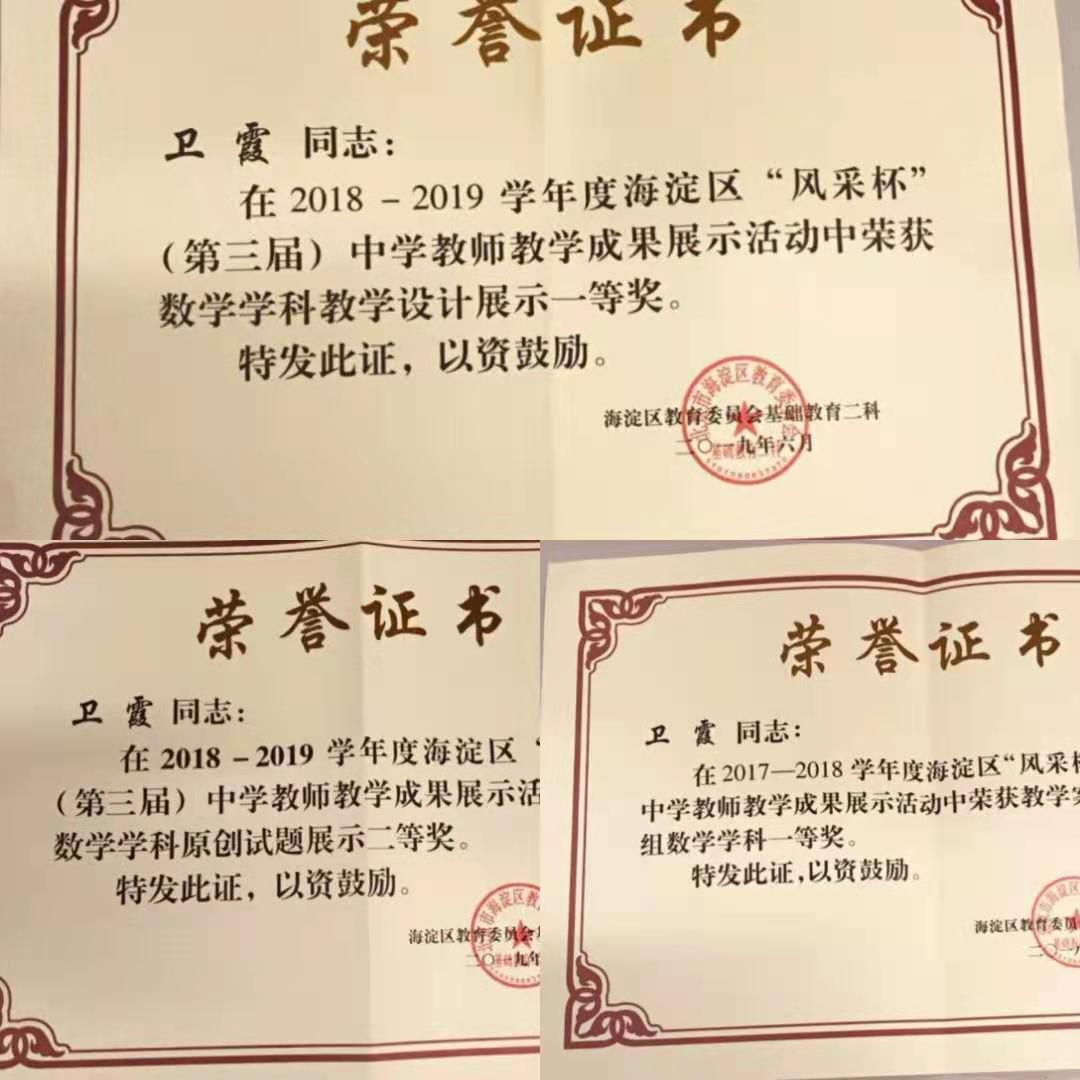 荣誉证书
卫霞 同志：
在 2018 - 2019 学年度海淀区“风采杯”
（第三届）中学教师教学成果展示活动中荣获
数学学科教学设计展示一等奖。
特发此证，以资鼓励。
海淀区教育委员会基础教育二科
二〇一九年六月
荣誉证书
卫霞 同志：
在 2018 - 2019 学年度海淀区“
（第三届）中学教师教学成果展示活
数学学科原创试题展示二等奖。
特发此证，以资鼓励。
海淀区教育委员会
二〇一九年
荣誉证书
卫霞 同志：
在 2017—2018 学年度海淀区“风采杯
中学教师教学成果展示活动中荣获教学
组数学学科一等奖。
特发此证，以资鼓励。
海淀区教育委员
二〇一